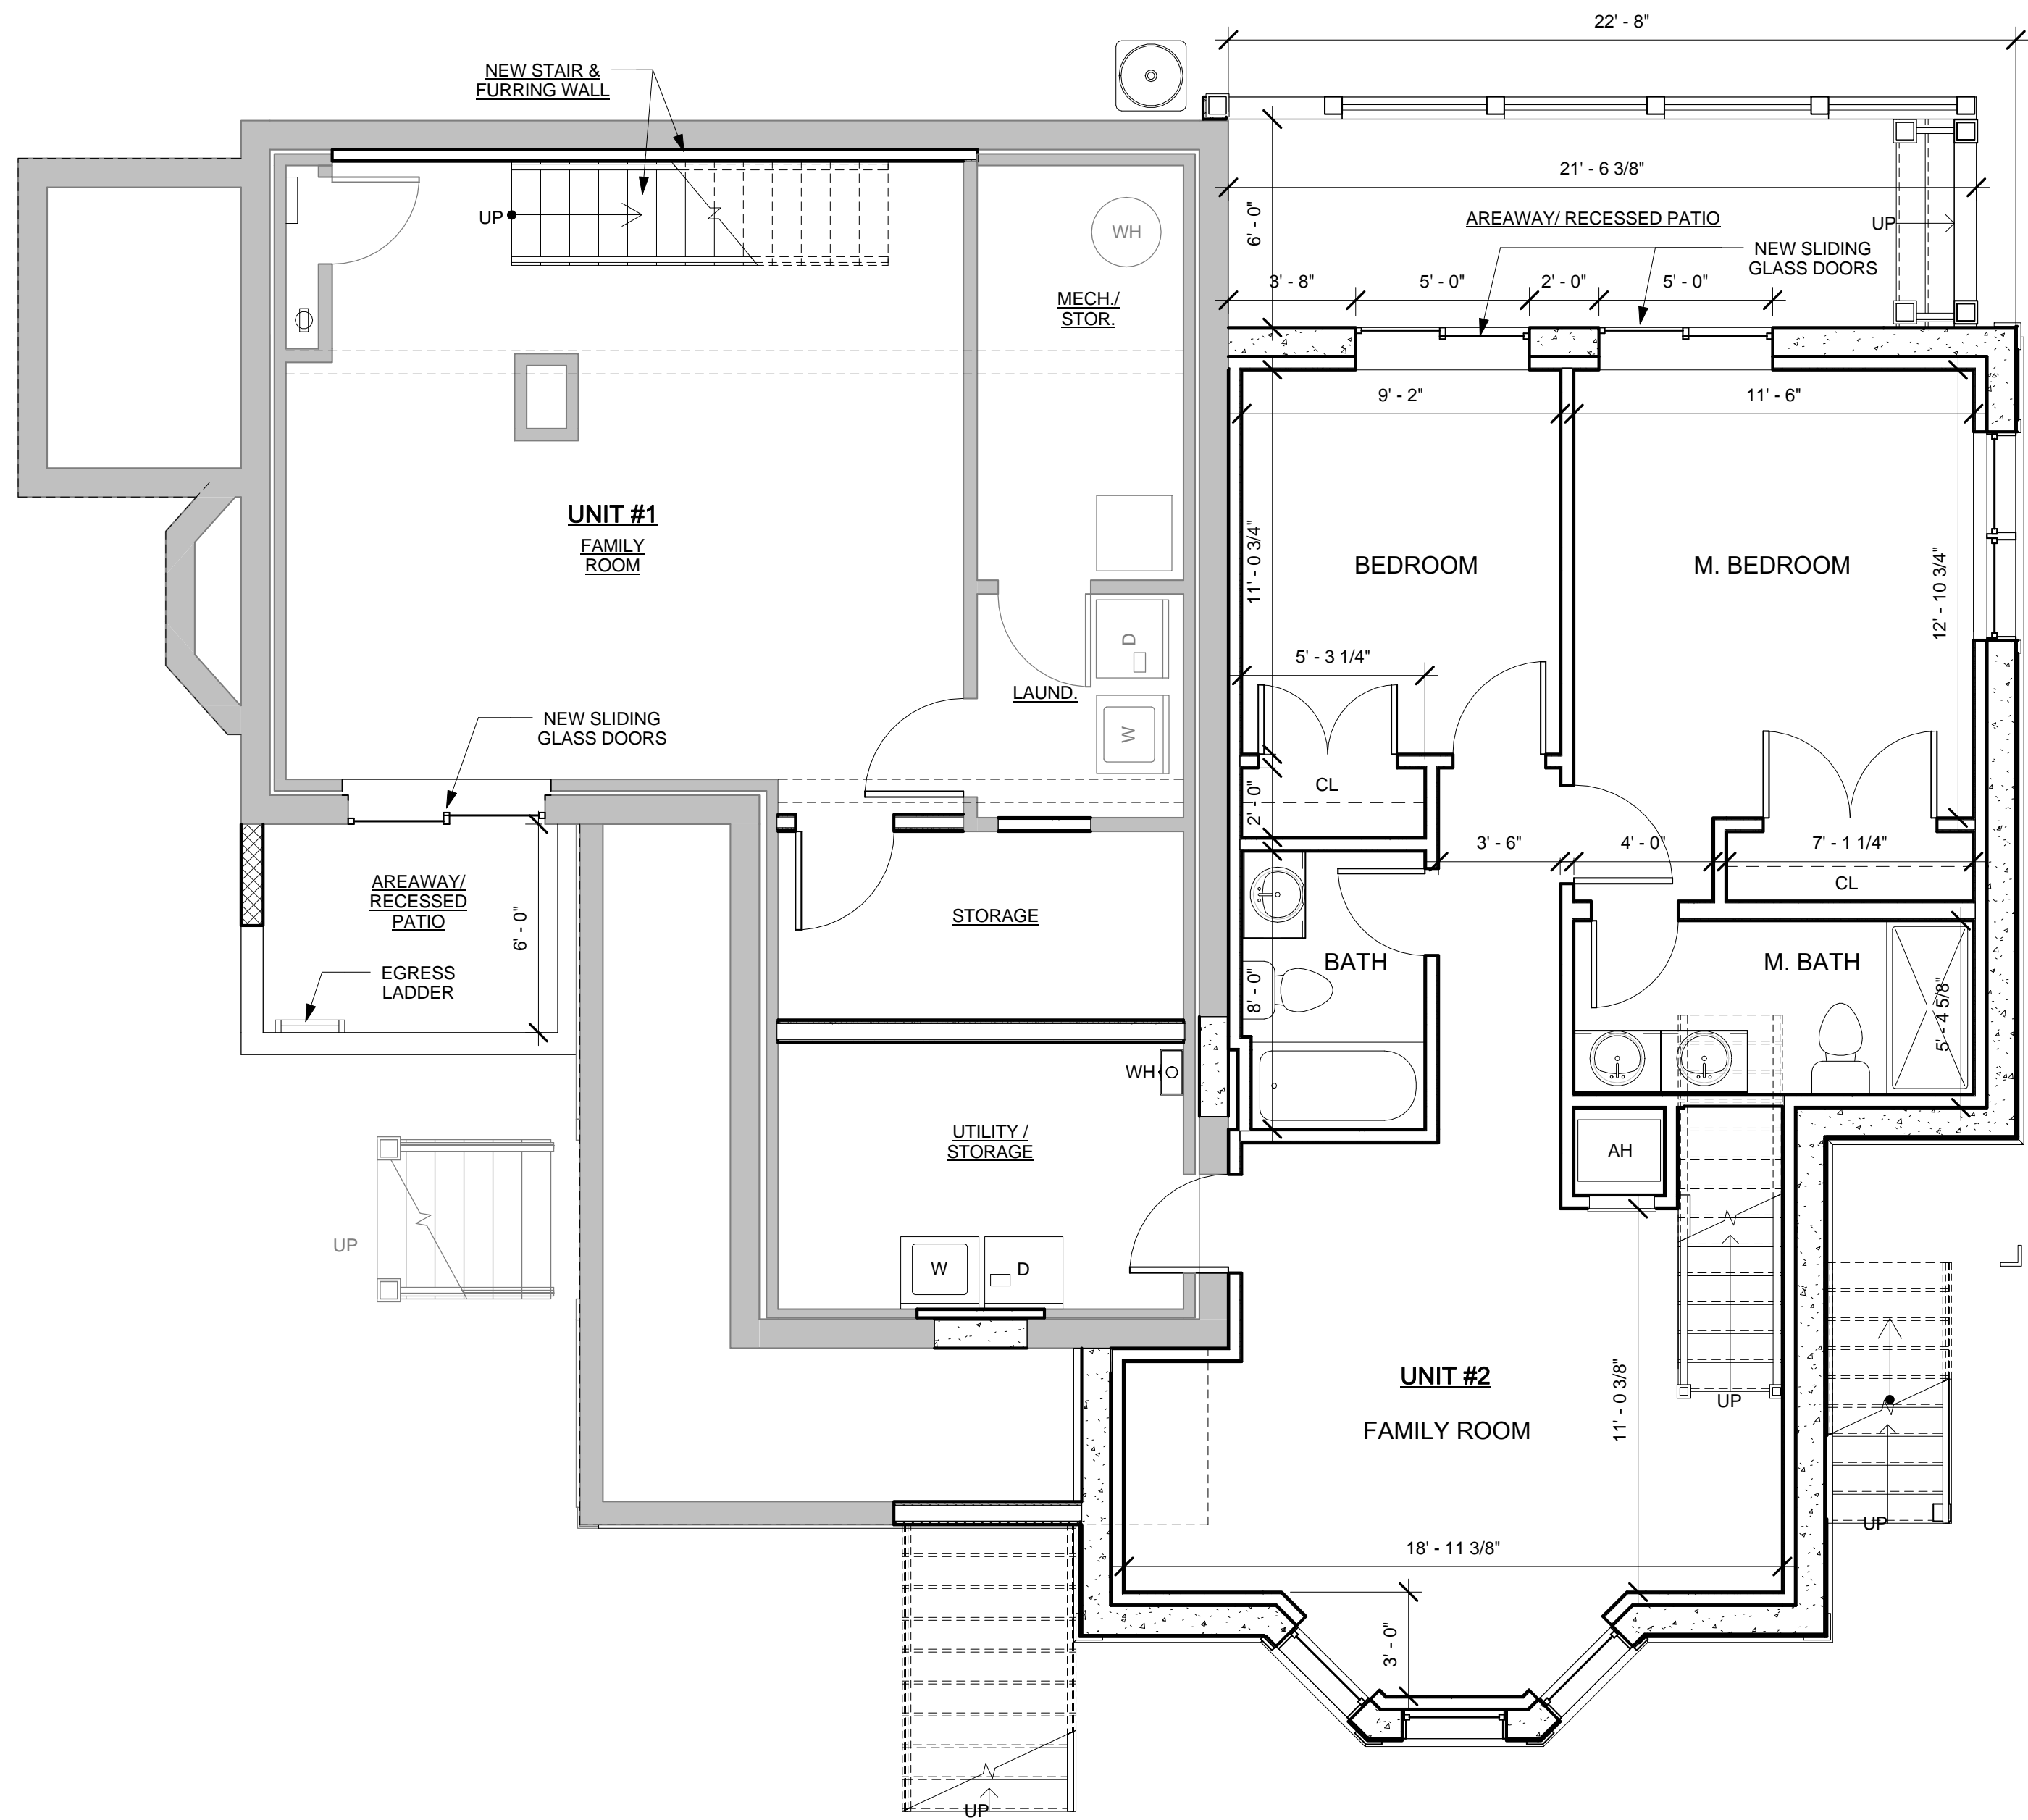 22' - 8"
NEW STAIR &
FURRING WALL
21' - 6 3/8"
UP
6' - 0"
AREAWAY/ RECESSED PATIO
UP
WH
NEW SLIDING
GLASS DOORS
3' - 8"
5' - 0"
2' - 0"
5' - 0"
MECH./
STOR.
9' - 2"
11' - 6"
UNIT #1
FAMILY
ROOM
11' - 0 3/4"
BEDROOM
M. BEDROOM
12' - 10 3/4"
D
5' - 3 1/4"
LAUND.
NEW SLIDING
GLASS DOORS
W
CL
2' - 0"
3' - 6"
4' - 0"
7' - 1 1/4"
CL
AREAWAY/
RECESSED
PATIO
6' - 0"
STORAGE
EGRESS
LADDER
BATH
M. BATH
8' - 0"
5' - 4 5/8"
WH
UTILITY /
STORAGE
AH
UP
W
D
UNIT #2
11' - 0 3/8"
UP
FAMILY ROOM
UP
18' - 11 3/8"
3' - 0"
UP